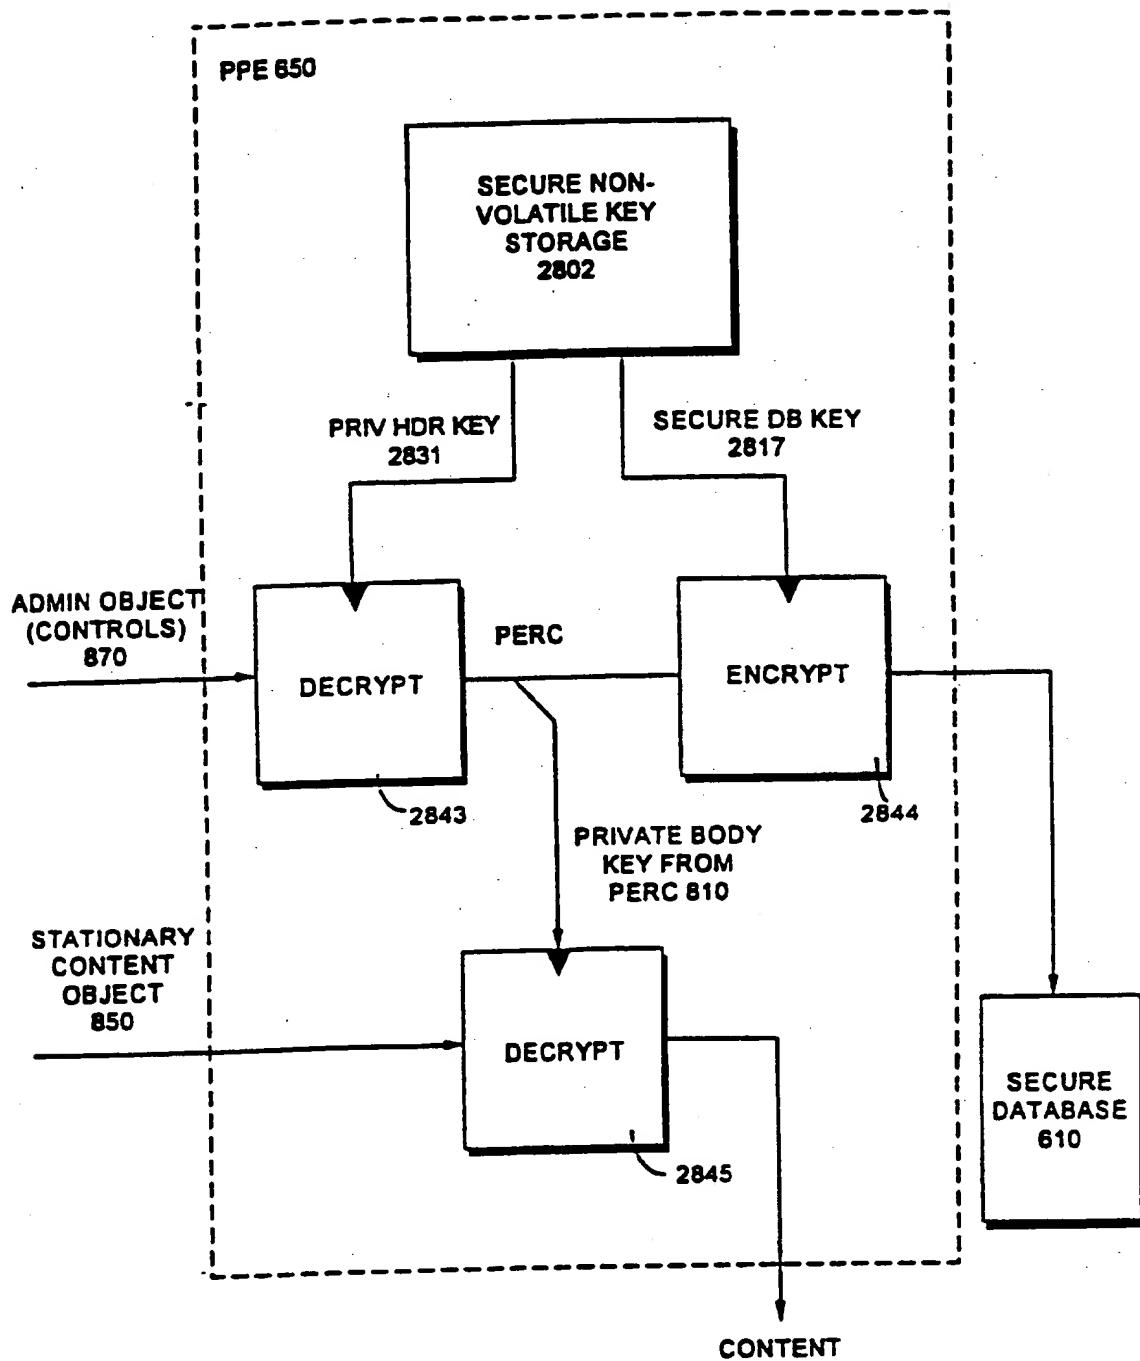 PPE 650
SECURE NON-
VOLATILE KEY
STORAGE
2802
PRIV HDR KEY
2831
SECURE DB KEY
2817
ADMIN OBJECT
(CONTROLS)
870
DECRYPT
PERC
ENCRYPT
2843
2844
PRIVATE BODY
KEY FROM
PERC 810
STATIONARY
CONTENT
OBJECT
850
DECRYPT
2845
SECURE
DATABASE
610
CONTENT